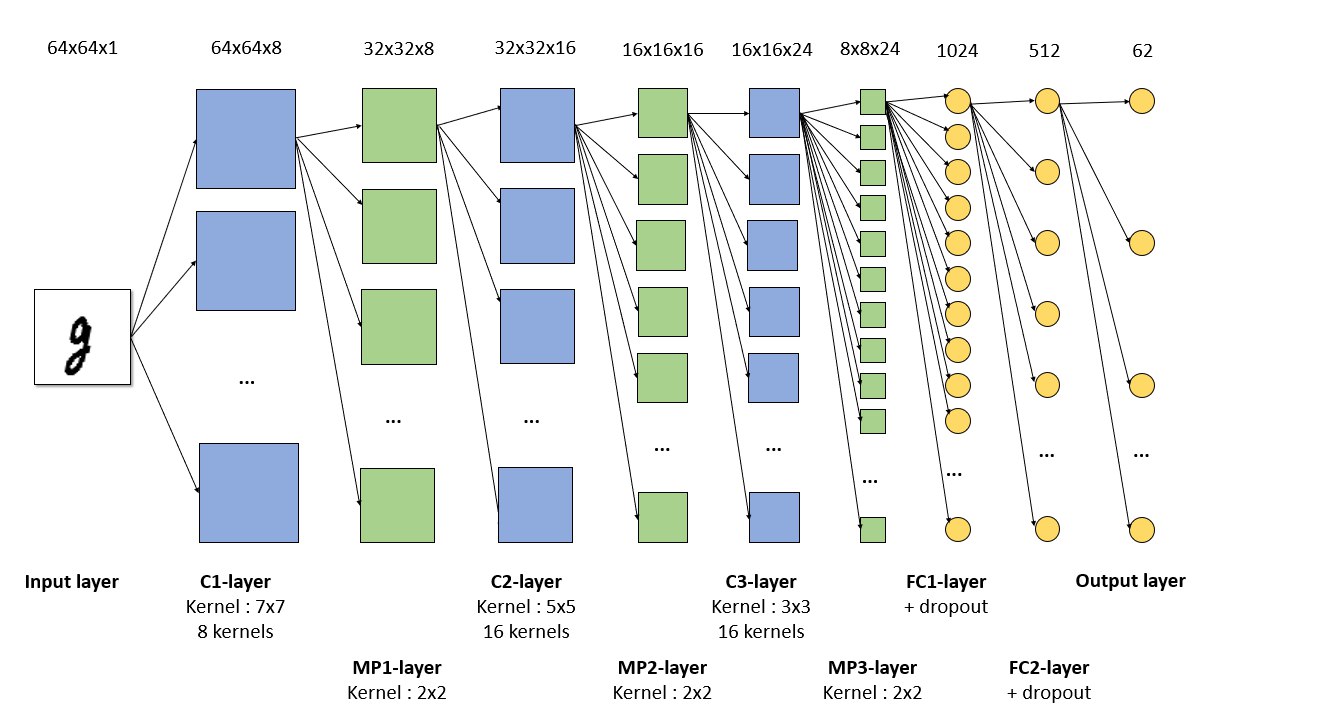 64x64x1
64x64x8
32x32x8
32x32x16
16x16x16
16x16x24
8x8x24
1024
512
62
g
...
...
...
...
...
...
...
...
...
Input layer
C1-layer
Kernel : 7x7
8 kernels
MP1-layer
Kernel : 2x2
C2-layer
Kernel : 5x5
16 kernels
MP2-layer
Kernel : 2x2
C3-layer
Kernel : 3x3
16 kernels
MP3-layer
Kernel : 2x2
FC1-layer
+ dropout
FC2-layer
+ dropout
Output layer